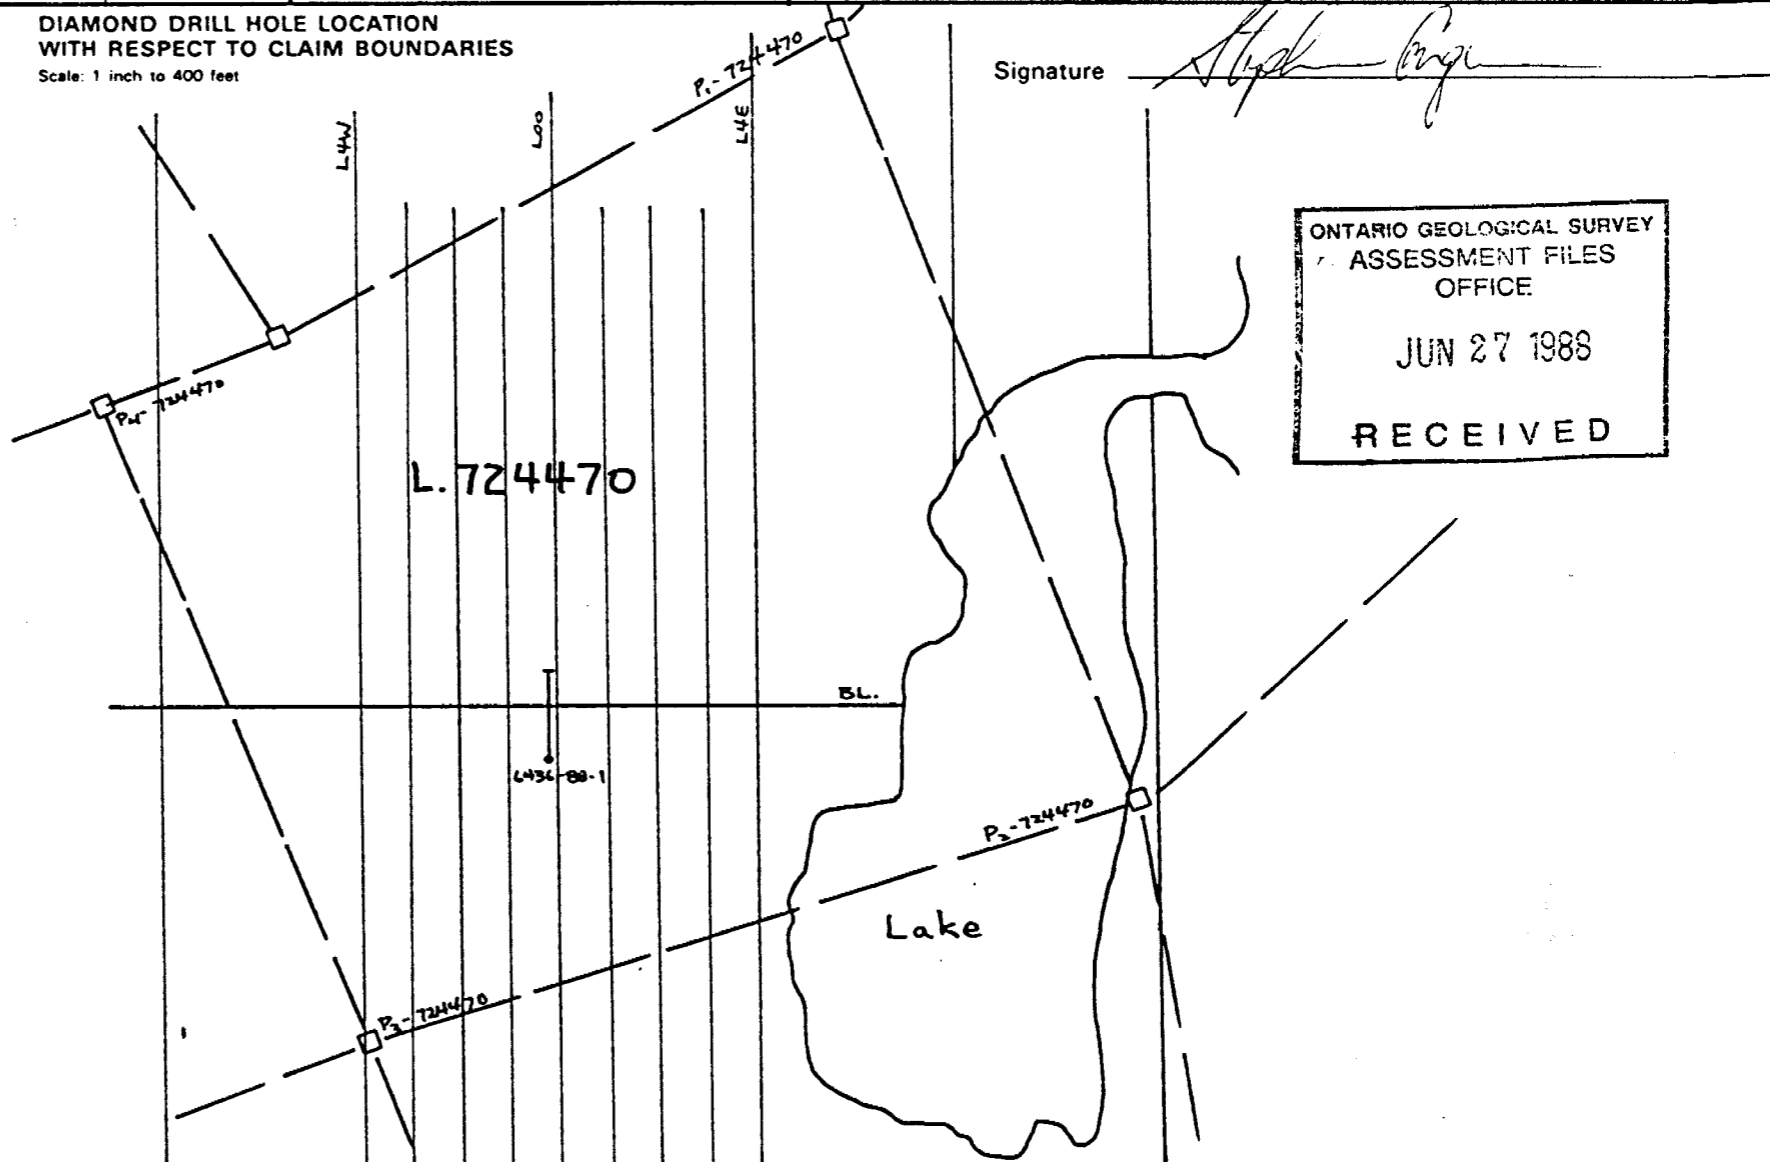 DIAMOND DRILL HOLE LOCATION
WITH RESPECT TO CLAIM BOUNDARIES
Scale: 1 inch to 400 feet
Signature
P1-724470
L4W
L00
L4E
ONTARIO GEOLOGICAL SURVEY
ASSESSMENT FILES
OFFICE
JUN 27 1988
RECEIVED
P4-724470
L.724470
BL.
6436-88-1
P2-724470
Lake
P3-724470